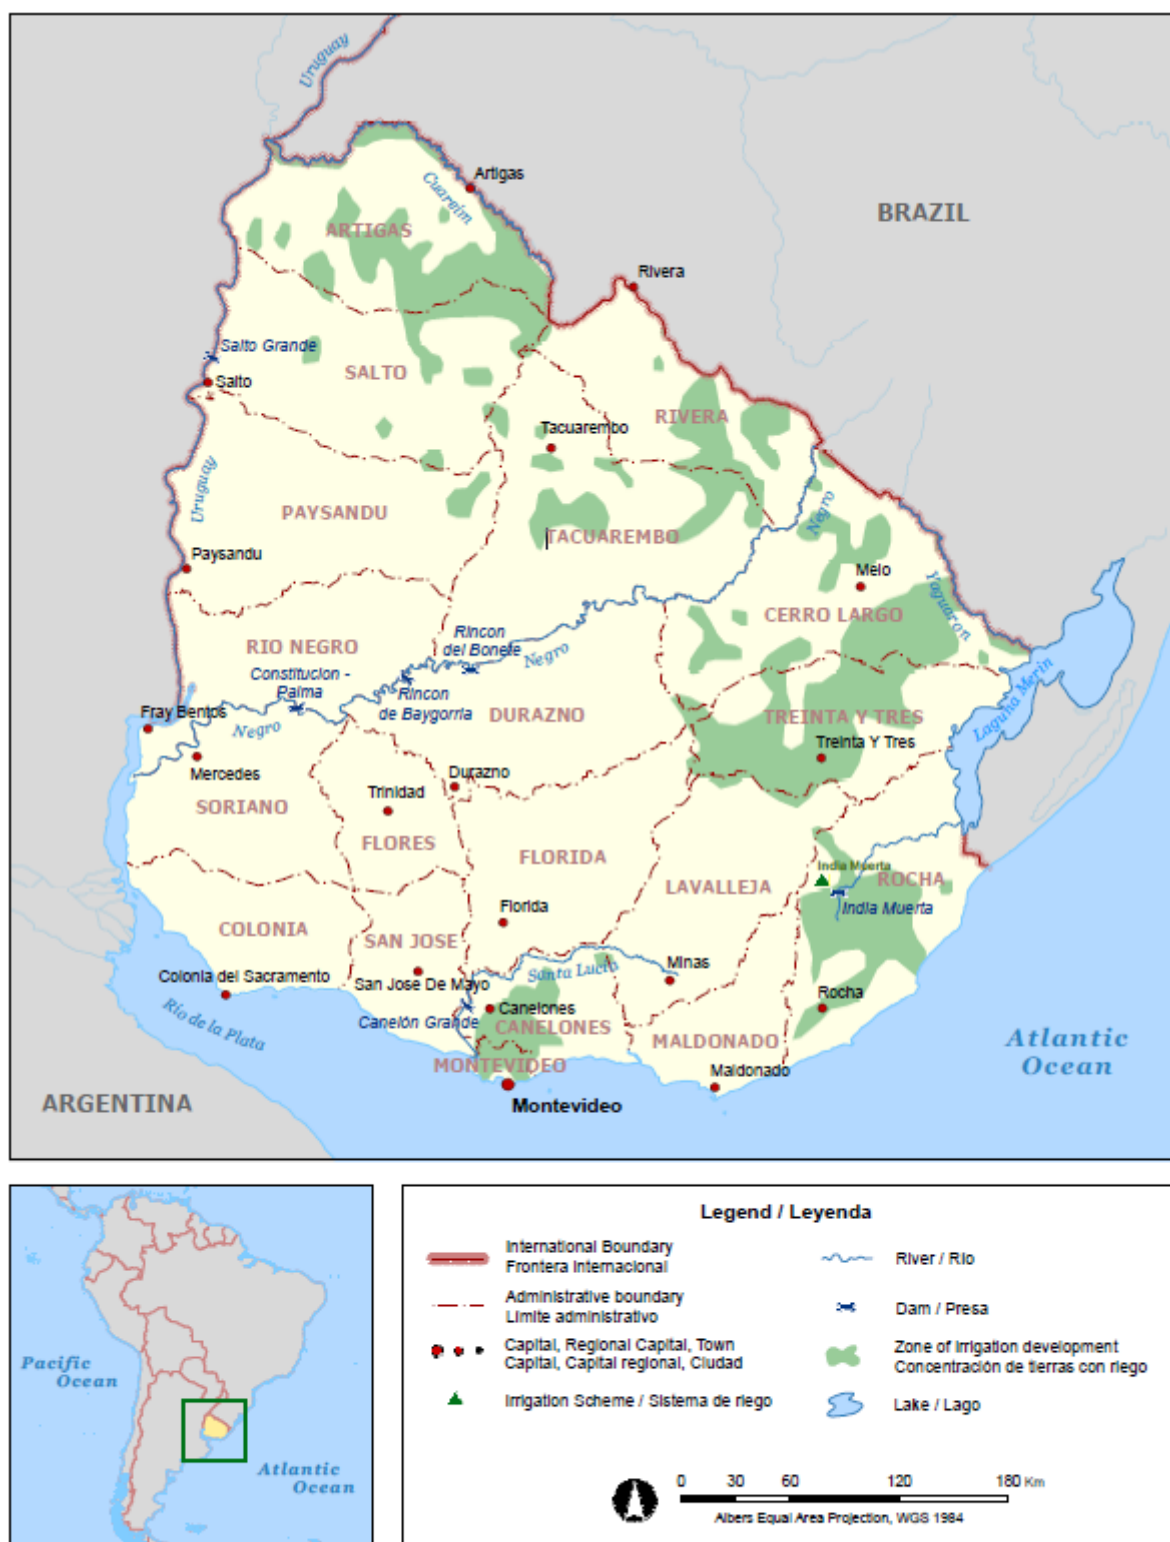 Uruguay
Artigas
Cuareim
BRAZIL
ARTIGAS
Rivera
Salto Grande
Salto
SALTO
RIVERA
Tacuarembo
Uruguay
PAYSANDU
Negro
TACUAREMBO
Paysandu
Melo
Yaguaron
CERRO LARGO
RIO NEGRO
Rincon
del Bonete
Negro
Constitucion -
Palma
Rincon
de Baygorria
Laguna Merin
Fray Bentos
Negro
DURAZNO
TREINTA Y TRES
Treinta Y Tres
Mercedes
Durazno
SORIANO
Trinidad
FLORES
FLORIDA
India Muerta
LAVALLEJA
ROCHA
India Muerta
Florida
COLONIA
SAN JOSE
Colonia del Sacramento
San Jose De Mayo
Santa Lucia
Minas
Rocha
Río de la Plata
Canelón Grande
Canelones
CANELONES
MALDONADO
Atlantic
Ocean
MONTEVIDEO
Maldonado
ARGENTINA
Montevideo
Pacific
Ocean
Atlantic
Ocean
Legend / Leyenda
International Boundary
Frontera Internacional
River / Rio
Administrative boundary
Limite administrativo
Dam / Presa
Capital, Regional Capital, Town
Capital, Capital regional, Ciudad
Zone of irrigation development
Concentración de tierras con riego
Irrigation Scheme / Sistema de riego
Lake / Lago
0 30 60 120 180 Km
Albers Equal Area Projection, WGS 1984